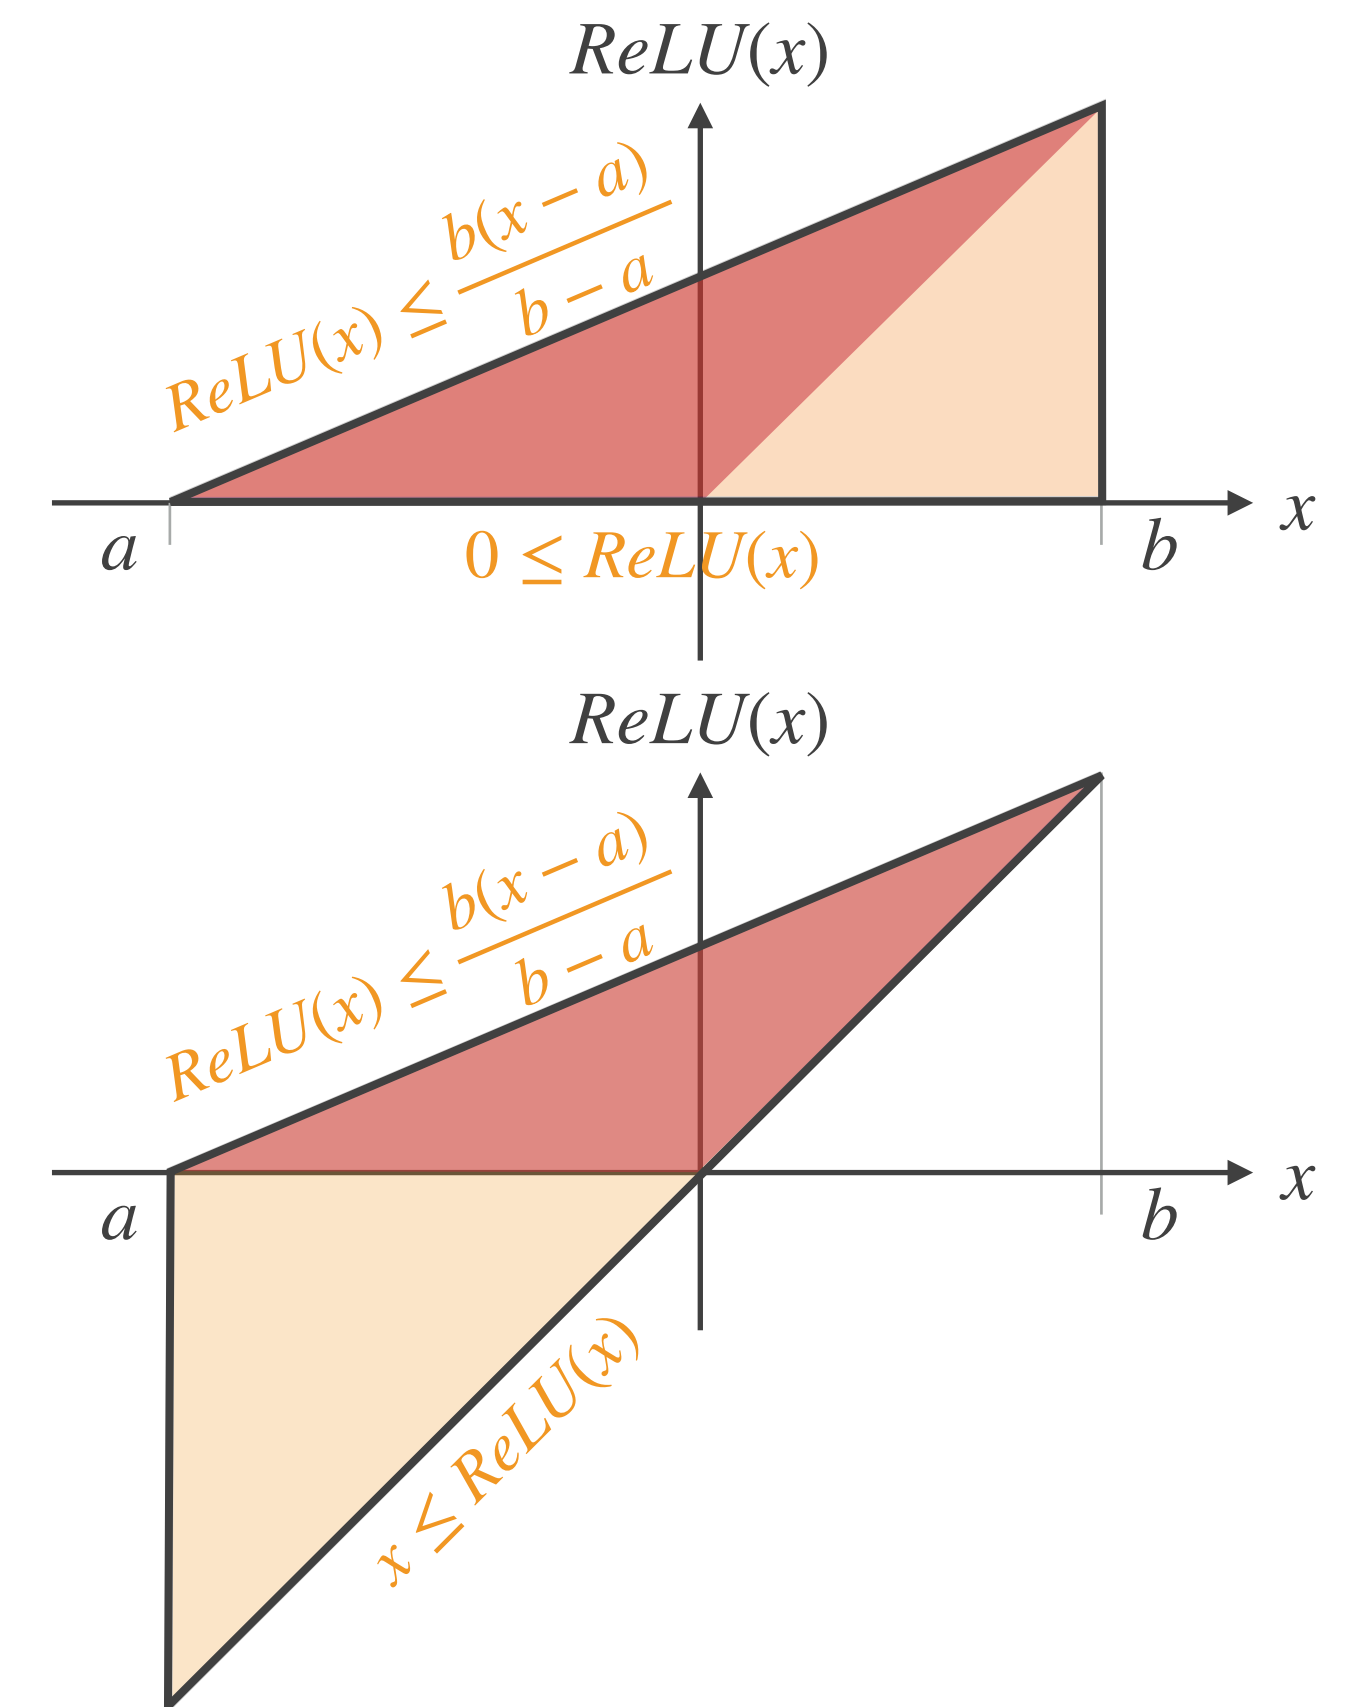 ReLU(x)
ReLU(x) ≤ b(x − a)
b − a
x
a
0 ≤ ReLU(x)
b
ReLU(x)
ReLU(x) ≤ b(x − a)
b − a
x
a
b
x ≤ ReLU(x)